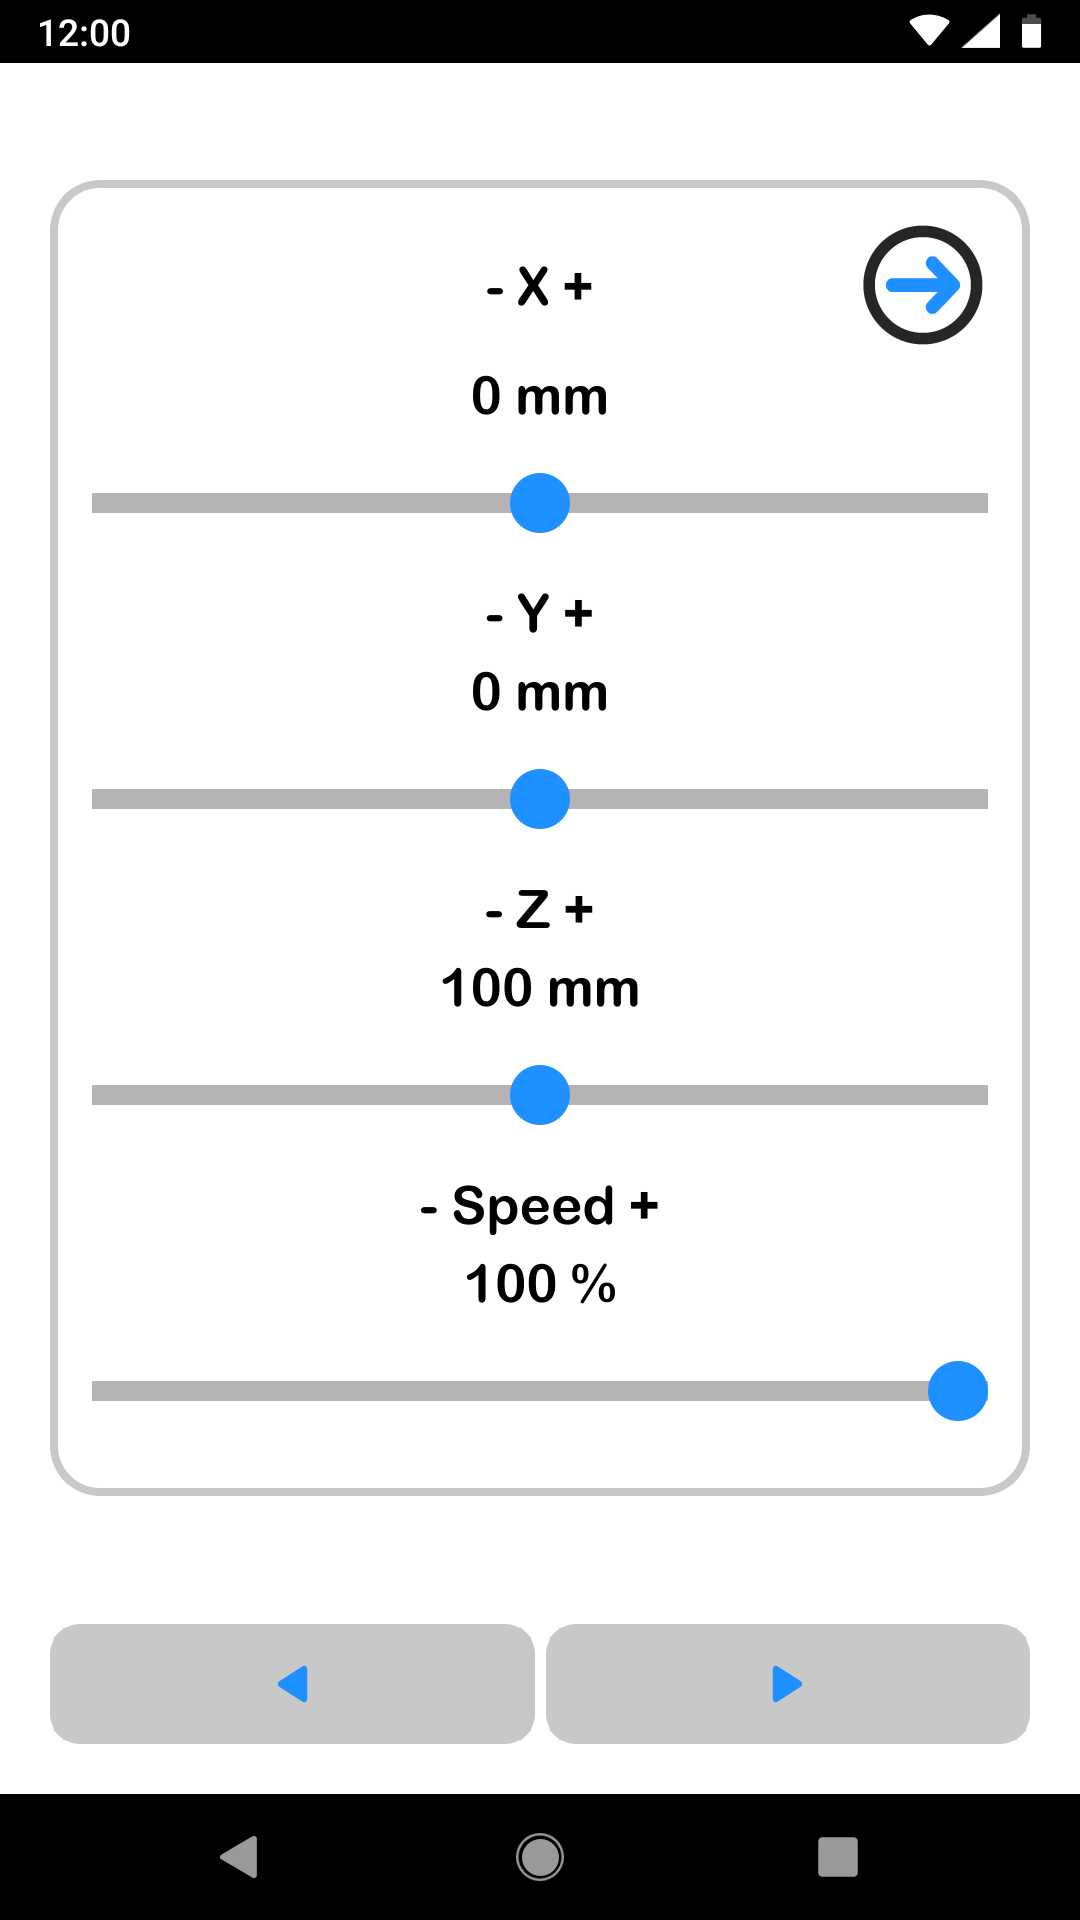 12:00
- X +
0 mm
- Y +
0 mm
- Z +
100 mm
- Speed +
100 %